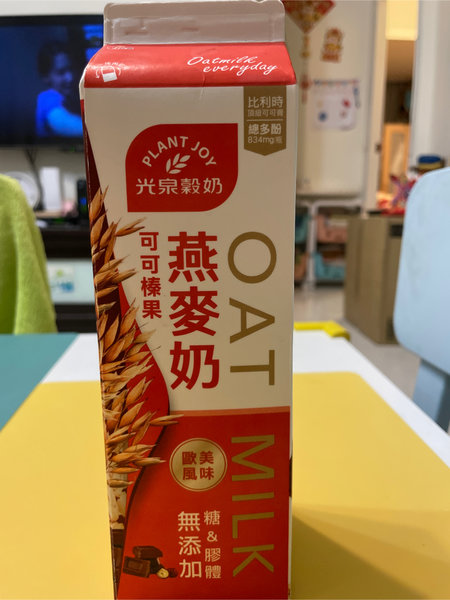 Oatmilk
everyday
比利時
頂級可可膏
總多酚
834mg/瓶
PLANT JOY
光泉穀奶
可可榛果
燕麥奶
OAT MILK
歐美
風味
糖&膠體
無添加